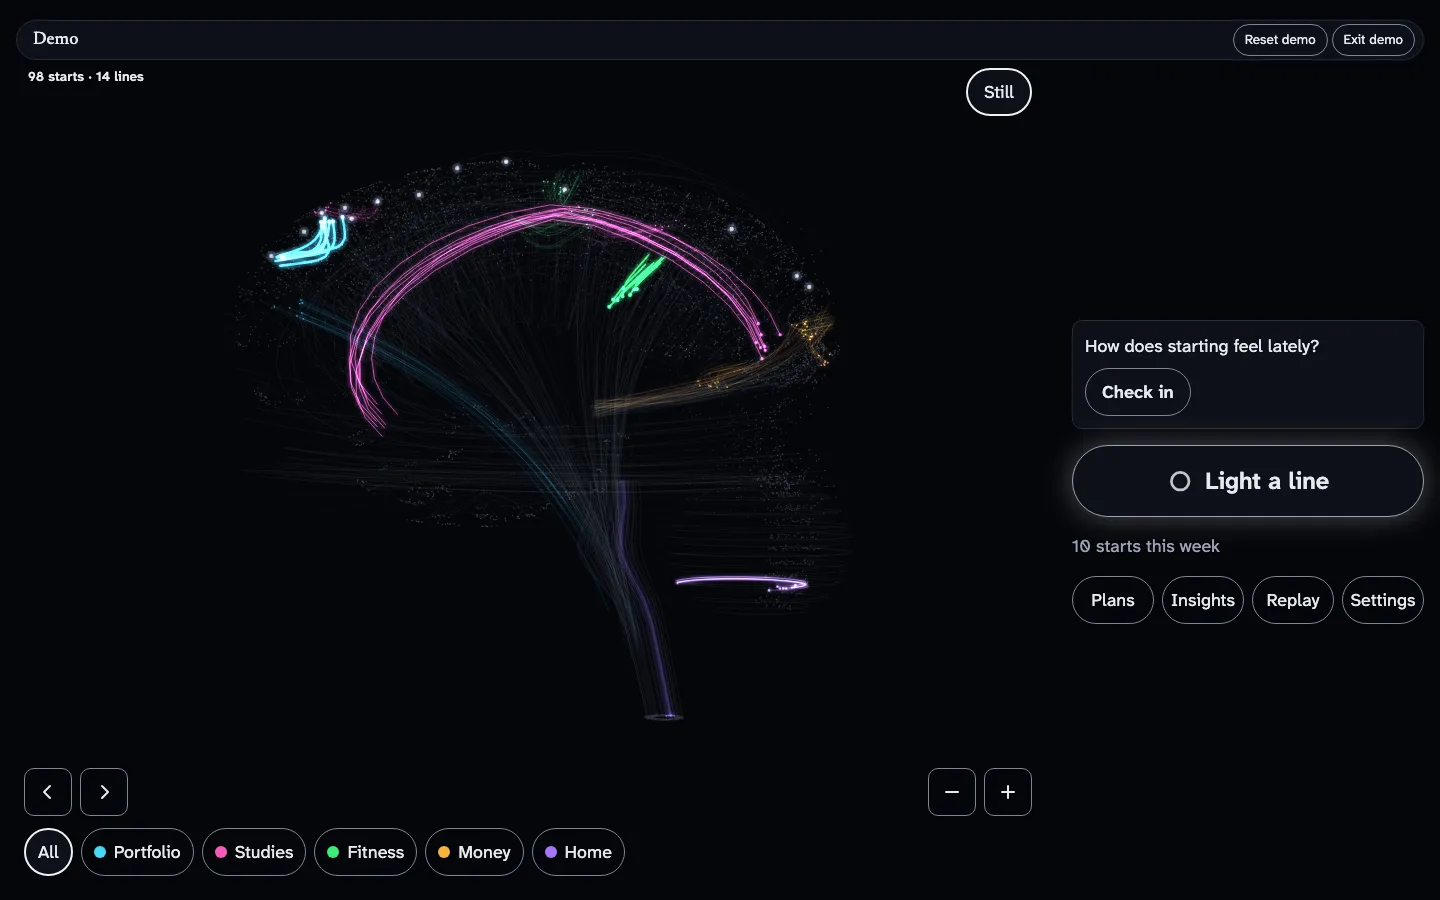 Demo
Reset demo
Exit demo
98 starts · 14 lines
Still
How does starting feel lately?
Check in
Light a line
10 starts this week
Plans
Insights
Replay
Settings
All
Portfolio
Studies
Fitness
Money
Home